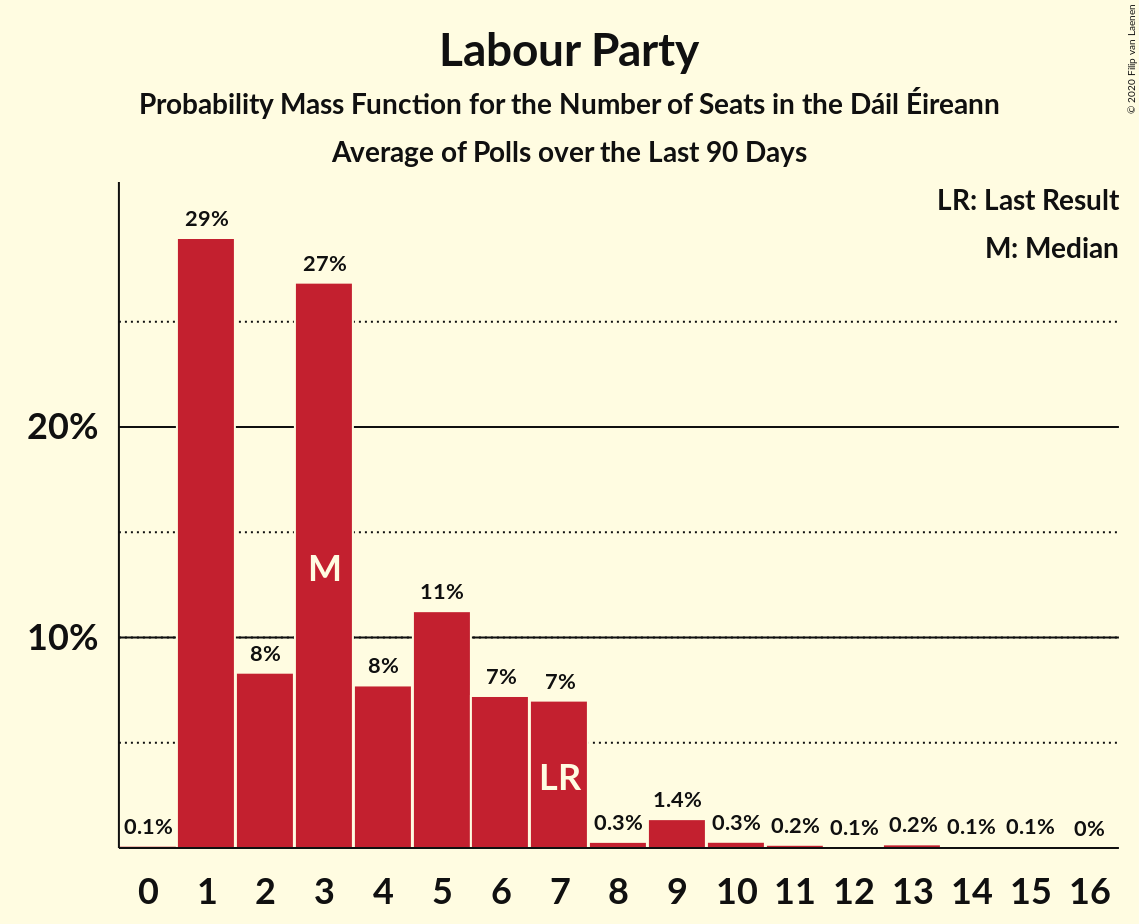 Labour Party
Probability Mass Function for the Number of Seats in the Dáil Éireann
Average of Polls over the Last 90 Days
© 2020 Filip van Laenen
LR: Last Result
M: Median
29%
27%
20%
M
11%
10%
8%
8%
7%
7%
LR
0.1%
0.3%
1.4%
0.3%
0.2%
0.1%
0.2%
0.1%
0.1%
0%
0 1 2 3 4 5 6 7 8 9 10 11 12 13 14 15 16